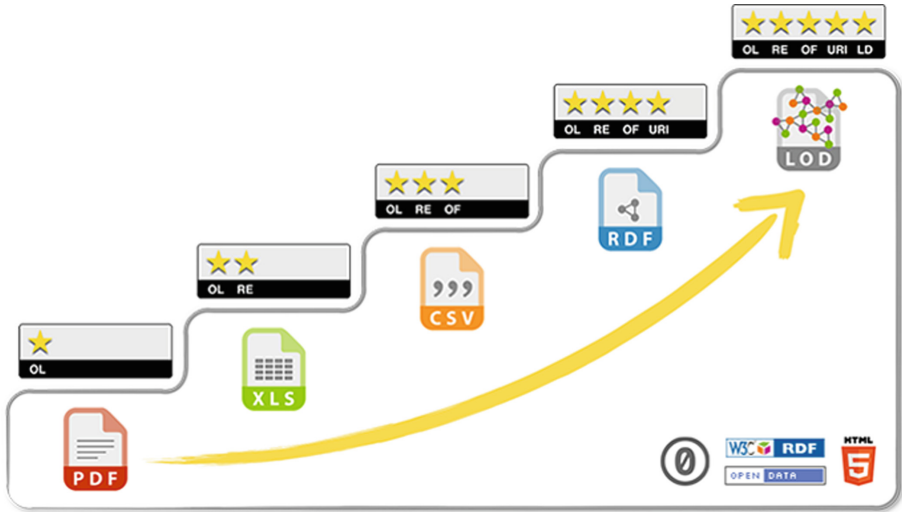 OL RE OF URI LD
LOD
OL RE OF URI
RDF
OL RE OF
,,,
CSV
OL RE
XLS
OL
PDF
0
W3C RDF
OPEN DATA
HTML
5